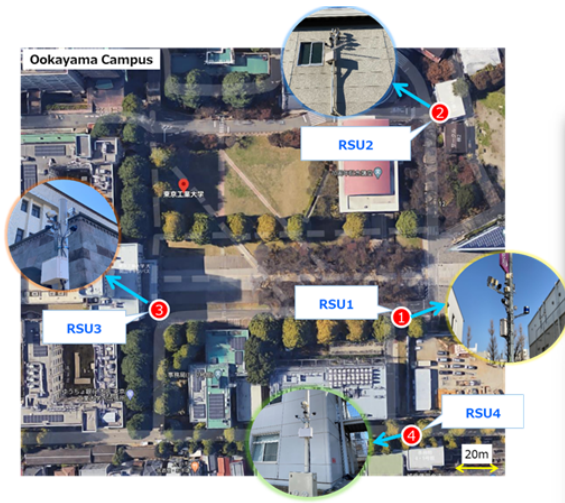 Ookayama Campus
2
RSU2
東京工業大学
3
RSU3
RSU1
1
RSU4
4
20m